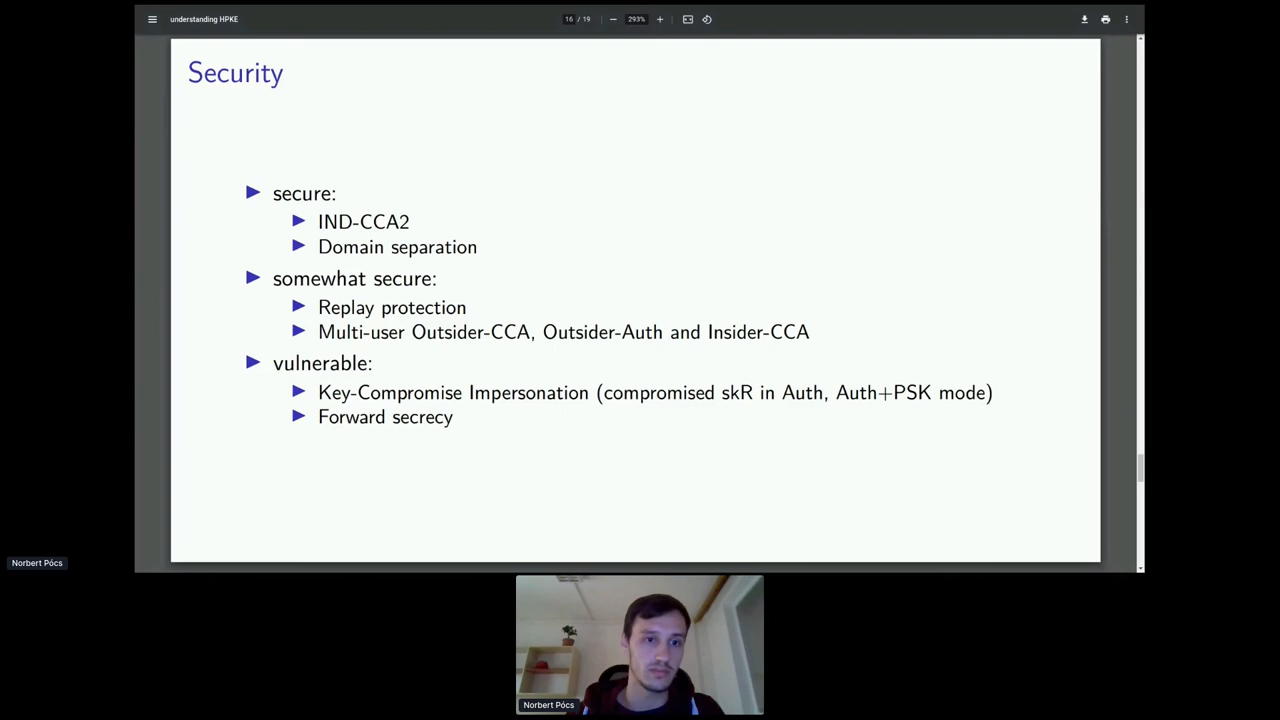 understanding HPKE
16 / 19
293%
Security
secure:
IND-CCA2
Domain separation
somewhat secure:
Replay protection
Multi-user Outsider-CCA, Outsider-Auth and Insider-CCA
vulnerable:
Key-Compromise Impersonation (compromised skR in Auth, Auth+PSK mode)
Forward secrecy
Norbert Pócs
Norbert Pócs